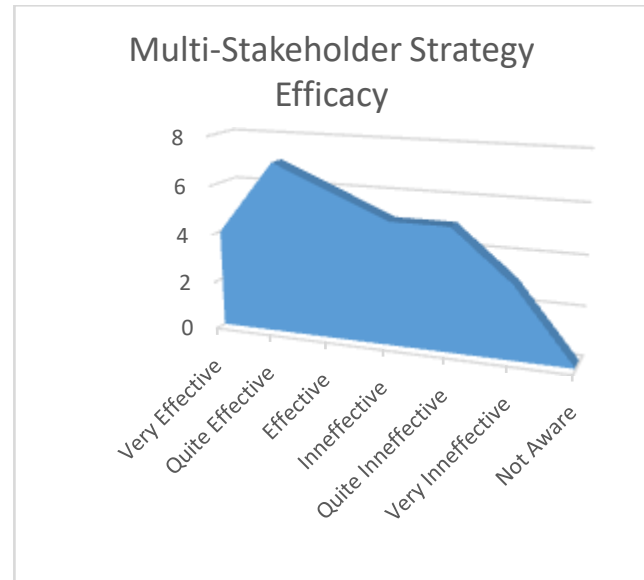 Multi-Stakeholder Strategy
Efficacy
8
6
4
2
0
Very Effective
Quite Effective
Effective
Inneffective
Quite Inneffective
Very Inneffective
Not Aware